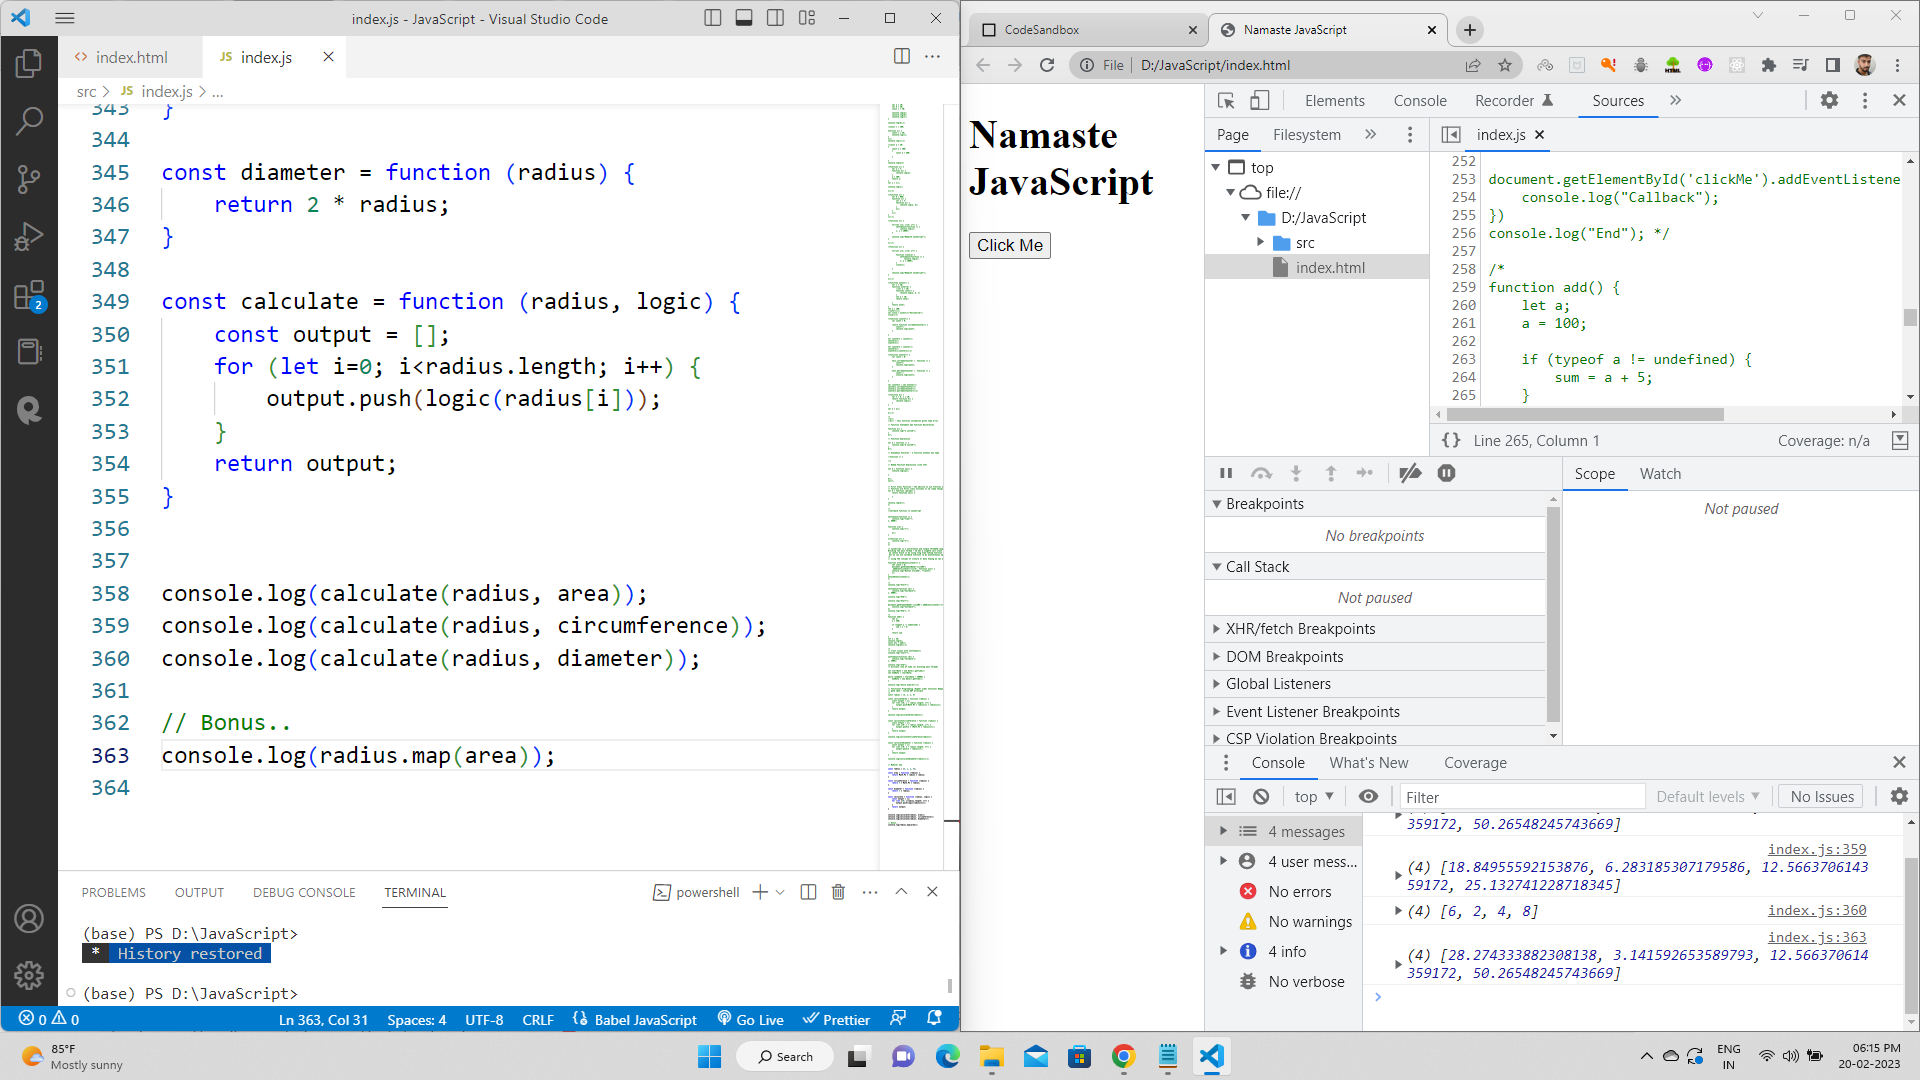 index.js - JavaScript - Visual Studio Code
index.html
JS index.js
src > JS index.js > ...
343 }
344
345 const diameter = function (radius) {
346 return 2 * radius;
347 }
348
349 const calculate = function (radius, logic) {
350 const output = [];
351 for (let i=0; i<radius.length; i++) {
352 output.push(logic(radius[i]));
353 }
354 return output;
355 }
356
357
358 console.log(calculate(radius, area));
359 console.log(calculate(radius, circumference));
360 console.log(calculate(radius, diameter));
361
362 // Bonus..
363 console.log(radius.map(area));
364
2
PROBLEMS OUTPUT DEBUG CONSOLE TERMINAL
powershell
(base) PS D:\JavaScript>
* History restored
(base) PS D:\JavaScript>
0 0
Ln 363, Col 31 Spaces: 4 UTF-8 CRLF Babel JavaScript Go Live Prettier
CodeSandbox
Namaste JavaScript
File | D:/JavaScript/index.html
Namaste
JavaScript
Click Me
Elements Console Recorder Sources
Page Filesystem
index.js
top
file://
D:/JavaScript
src
index.html
252
253 document.getElementById('clickMe').addEventListene
254 console.log("Callback");
255 })
256 console.log("End"); */
257
258 /*
259 function add() {
260 let a;
261 a = 100;
262
263 if (typeof a != undefined) {
264 sum = a + 5;
265 }
{} Line 265, Column 1
Coverage: n/a
Scope Watch
Not paused
Breakpoints
No breakpoints
Call Stack
Not paused
XHR/fetch Breakpoints
DOM Breakpoints
Global Listeners
Event Listener Breakpoints
CSP Violation Breakpoints
Console What's New Coverage
top
Filter
Default levels
No Issues
4 messages
4 user mess...
No errors
No warnings
4 info
No verbose
359172, 50.26548245743669]
index.js:359
(4) [18.84955592153876, 6.283185307179586, 12.5663706143
59172, 25.132741228718345]
(4) [6, 2, 4, 8] index.js:360
index.js:363
(4) [28.274333882308138, 3.141592653589793, 12.566370614
359172, 50.26548245743669]
85°F
Mostly sunny
Search
ENG
IN
06:15 PM
20-02-2023